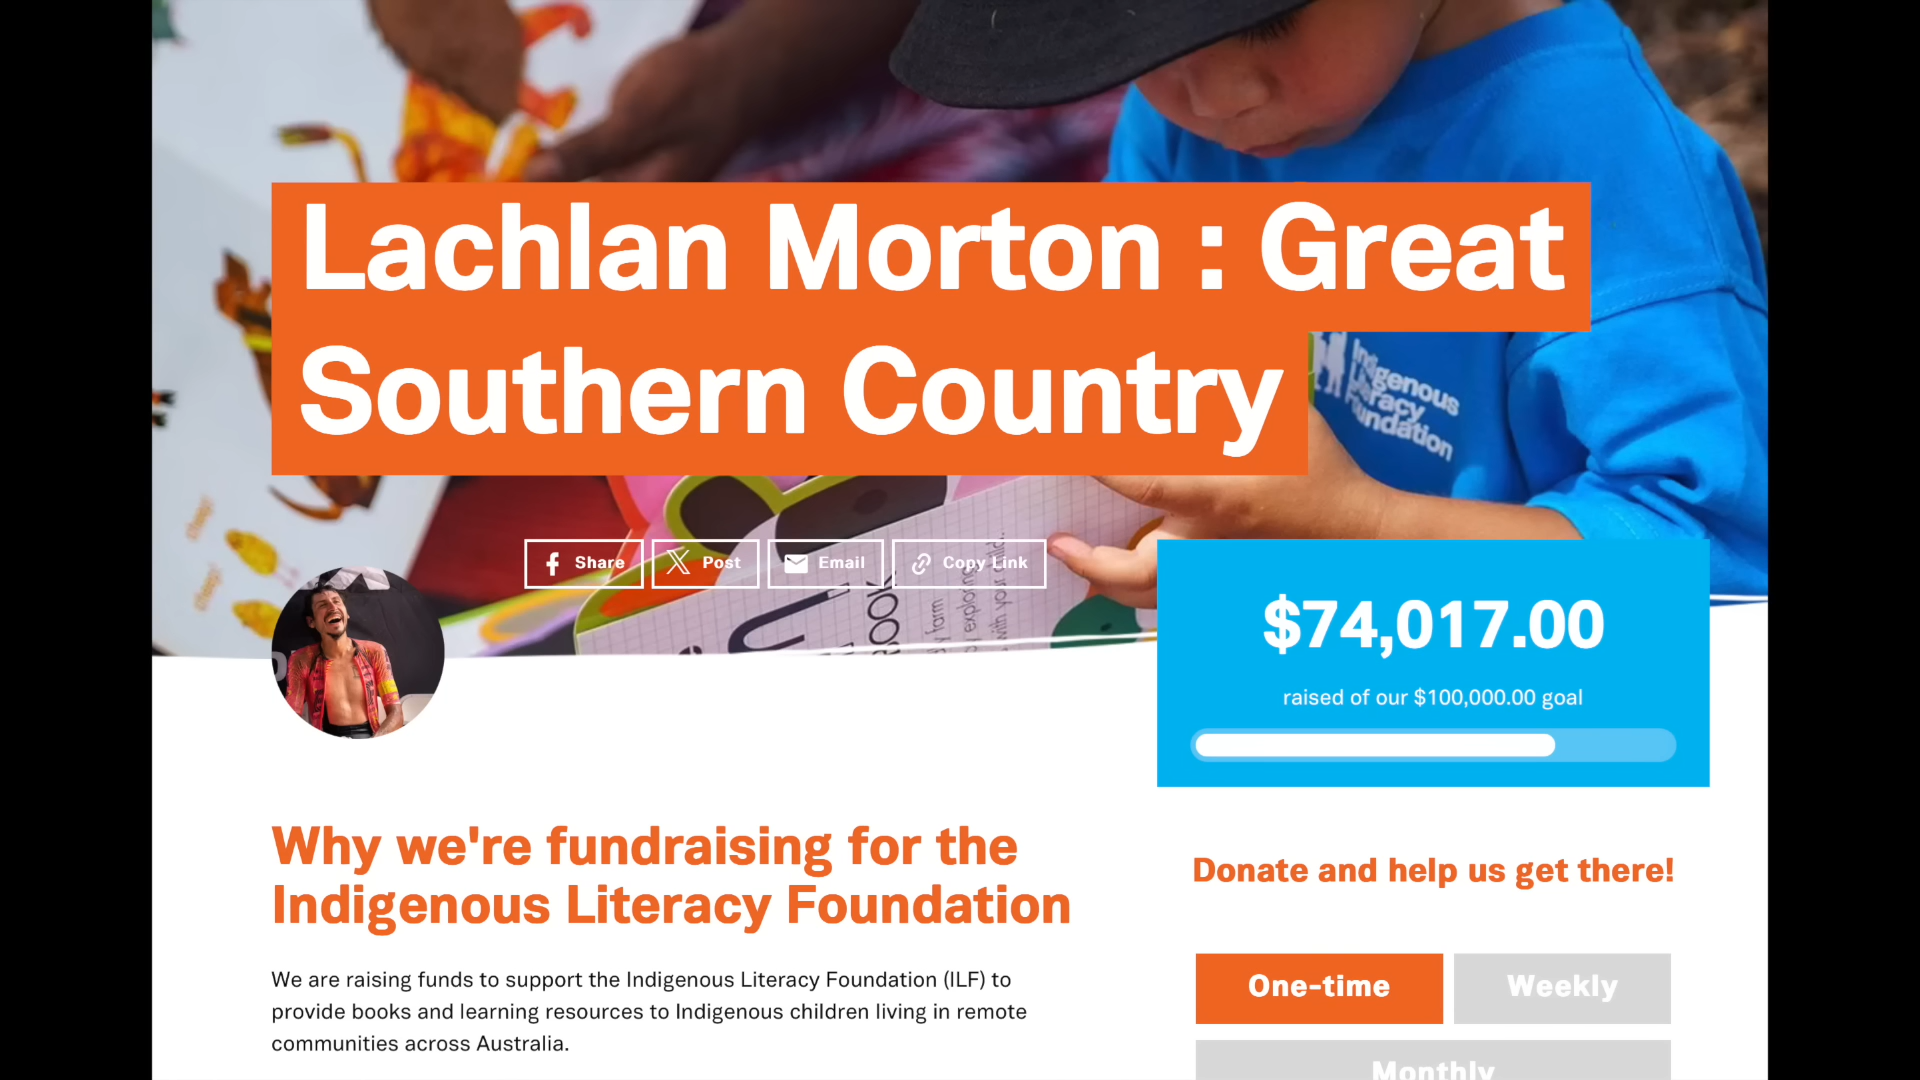 Lachlan Morton : Great
Southern Country
Indigenous
Literacy
Foundation
Share
Post
Email
Copy Link
$74,017.00
raised of our $100,000.00 goal
Why we're fundraising for the
Indigenous Literacy Foundation
We are raising funds to support the Indigenous Literacy Foundation (ILF) to
provide books and learning resources to Indigenous children living in remote
communities across Australia.
Donate and help us get there!
One-time
Weekly
Monthly